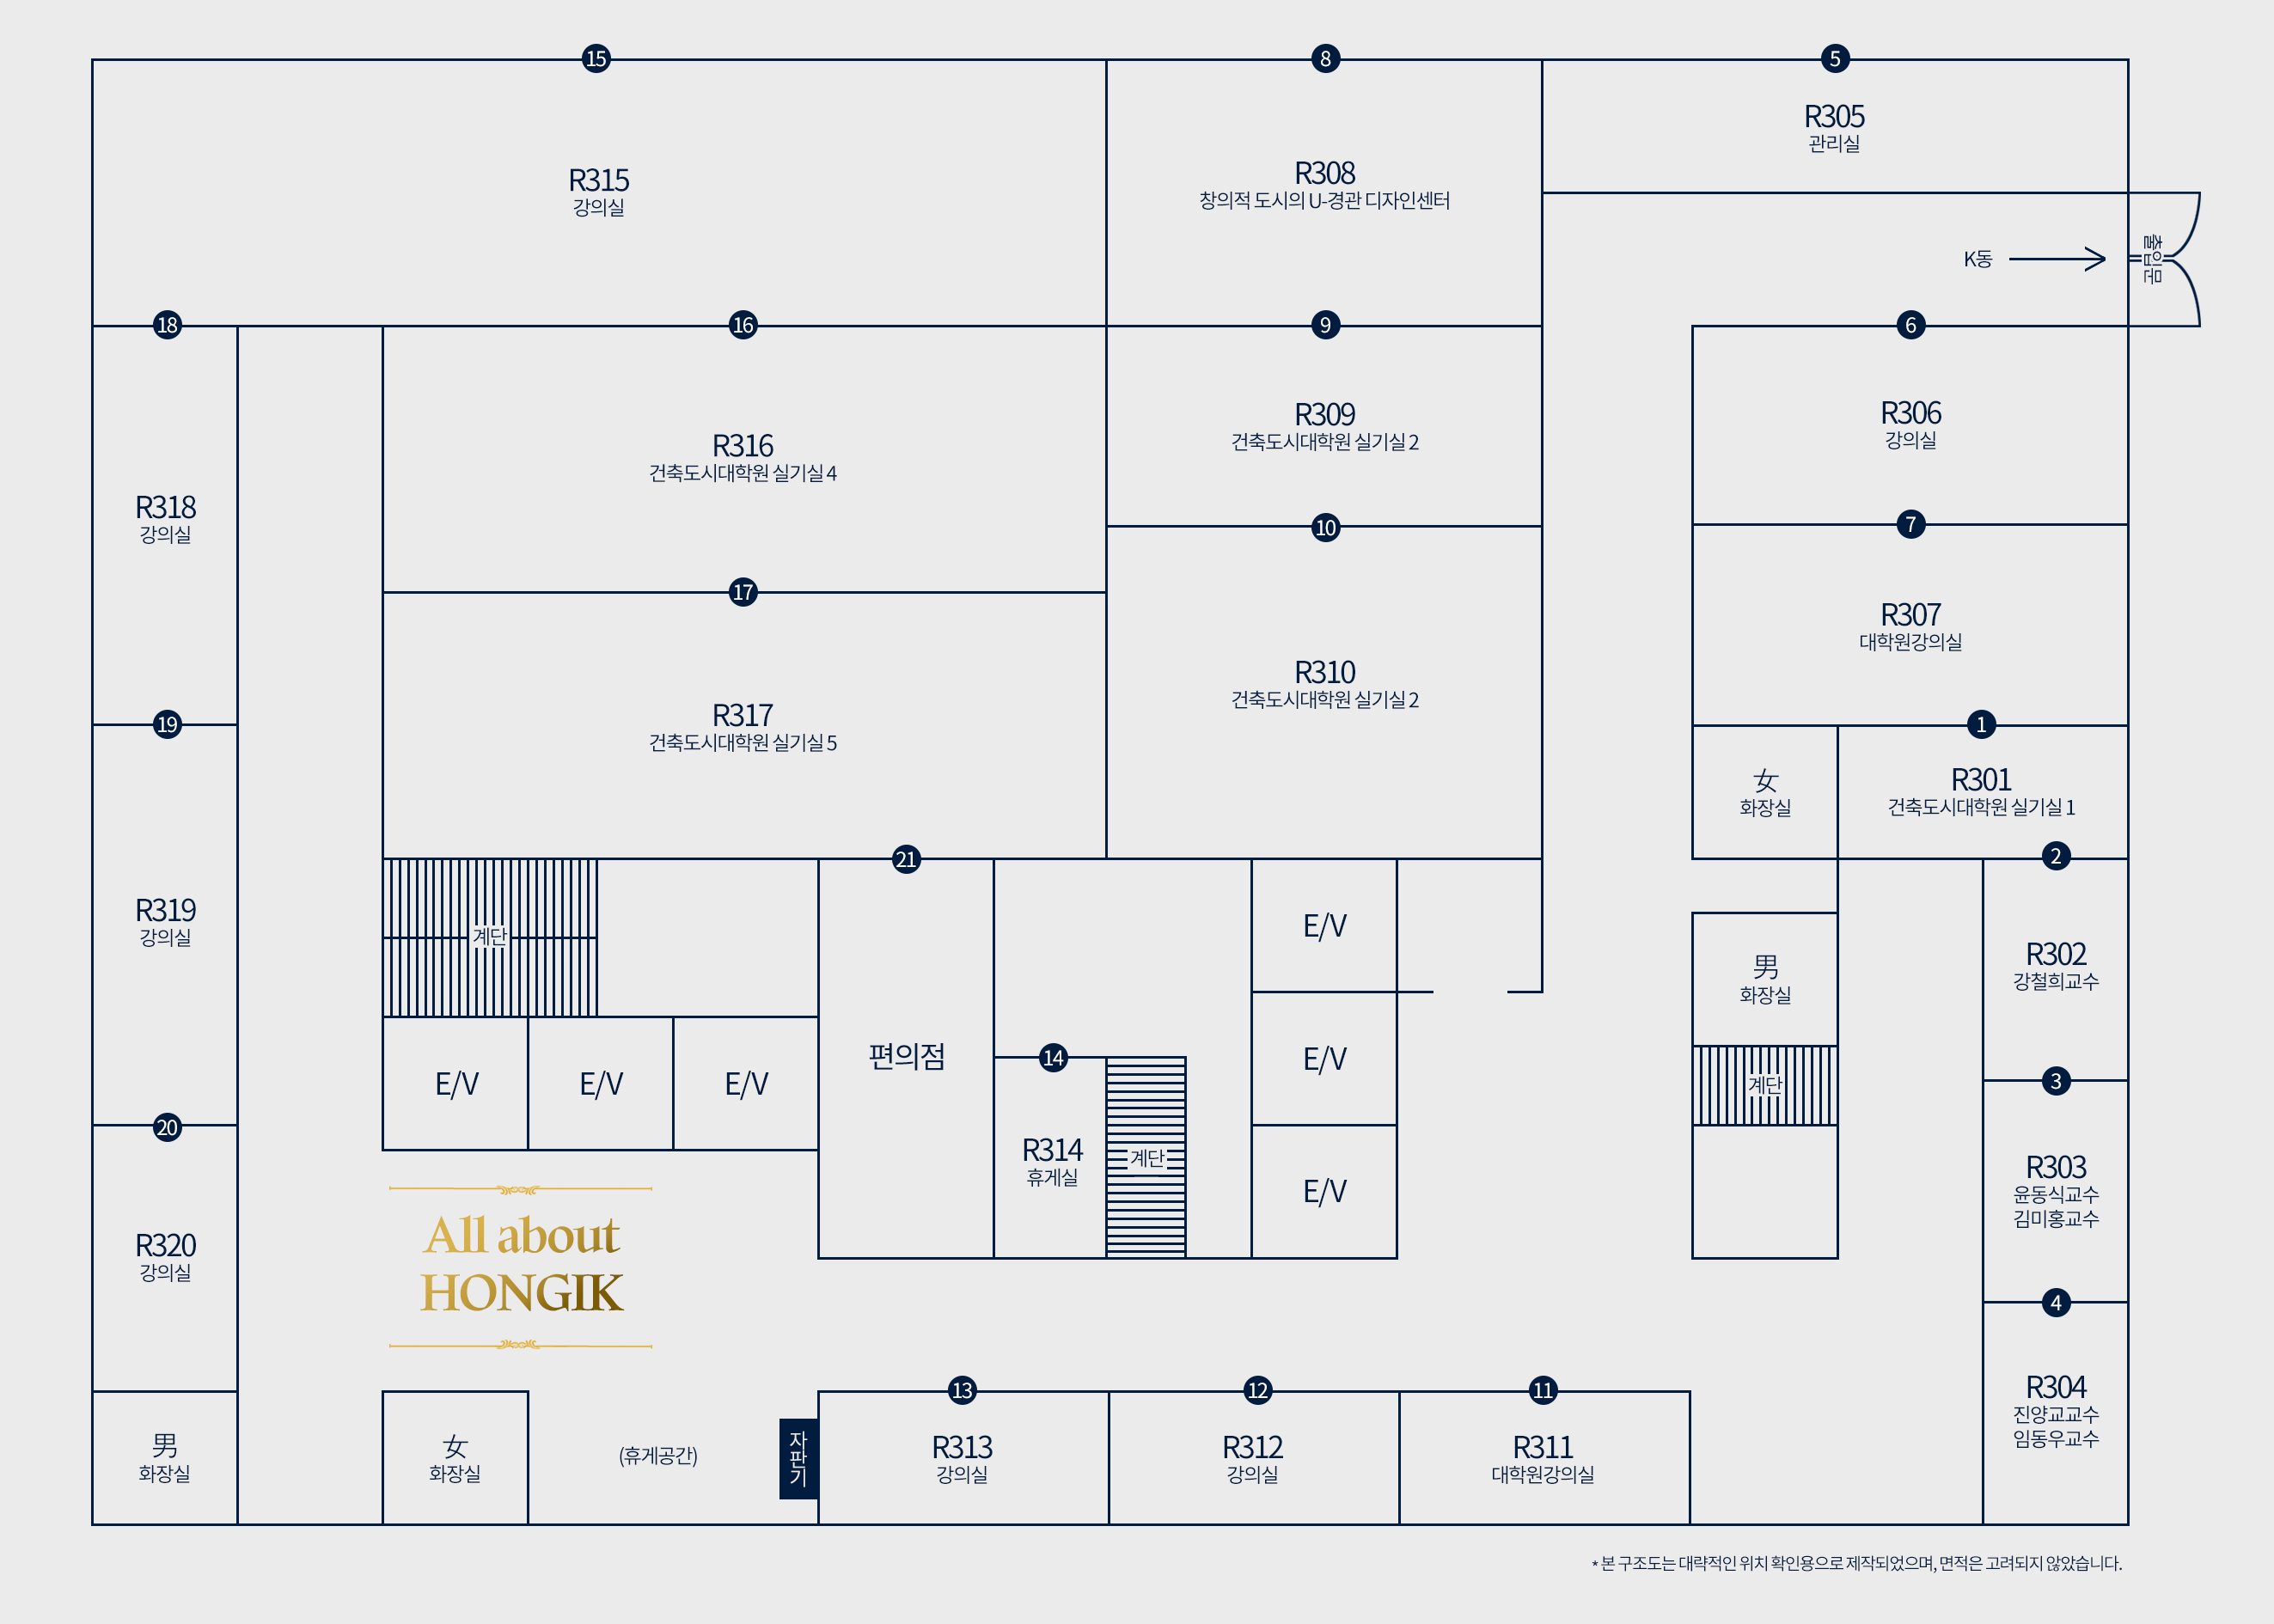 15
8
5
R305
관리실
R315
강의실
R308
창의적 도시의 U-경관 디자인센터
K동
출입문
18
16
9
6
R309
건축도시대학원 실기실 2
R306
강의실
R316
건축도시대학원 실기실 4
R318
강의실
10
7
17
R307
대학원강의실
R310
건축도시대학원 실기실 2
R317
건축도시대학원 실기실 5
19
1
女
화장실
R301
건축도시대학원 실기실 1
21
2
R319
강의실
계단
E/V
男
화장실
R302
강철희교수
편의점
14
E/V
E/V
E/V
E/V
계단
3
20
R314
휴게실
계단
E/V
R303
윤동식교수
김미홍교수
R320
강의실
All about
HONGIK
4
13
12
11
R304
진양교교수
임동우교수
男
화장실
女
화장실
(휴게공간)
자판기
R313
강의실
R312
강의실
R311
대학원강의실
* 본 구조도는 대략적인 위치 확인용으로 제작되었으며, 면적은 고려되지 않았습니다.